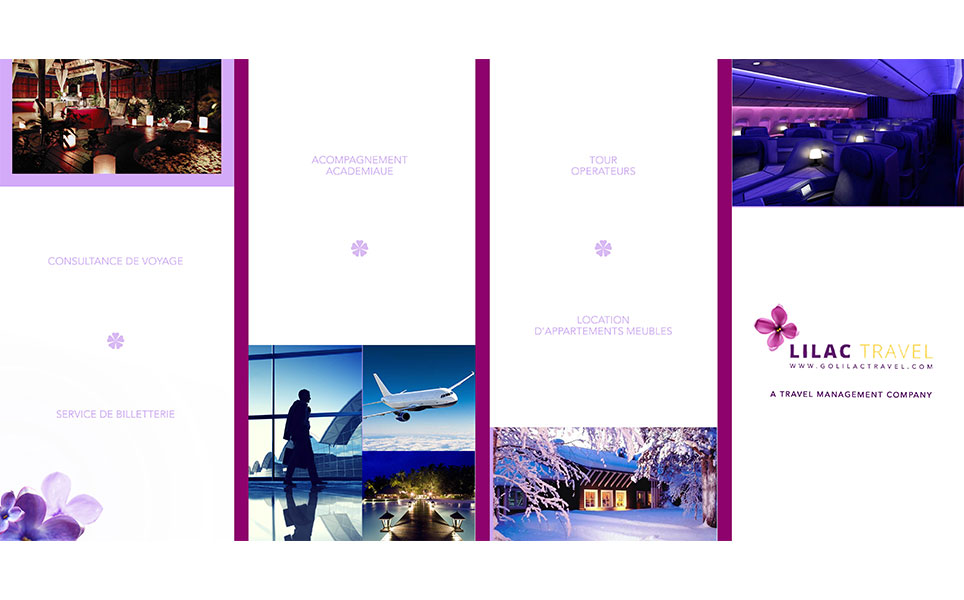 CONSULTANCE DE VOYAGE
SERVICE DE BILLETTERIE
ACOMPAGNEMENT
ACADEMIAUE
TOUR
OPERATEURS
LOCATION
D'APPARTEMENTS MEUBLES
LILAC TRAVEL
WWW.GOLILACTRAVEL.COM
A TRAVEL MANAGEMENT COMPANY